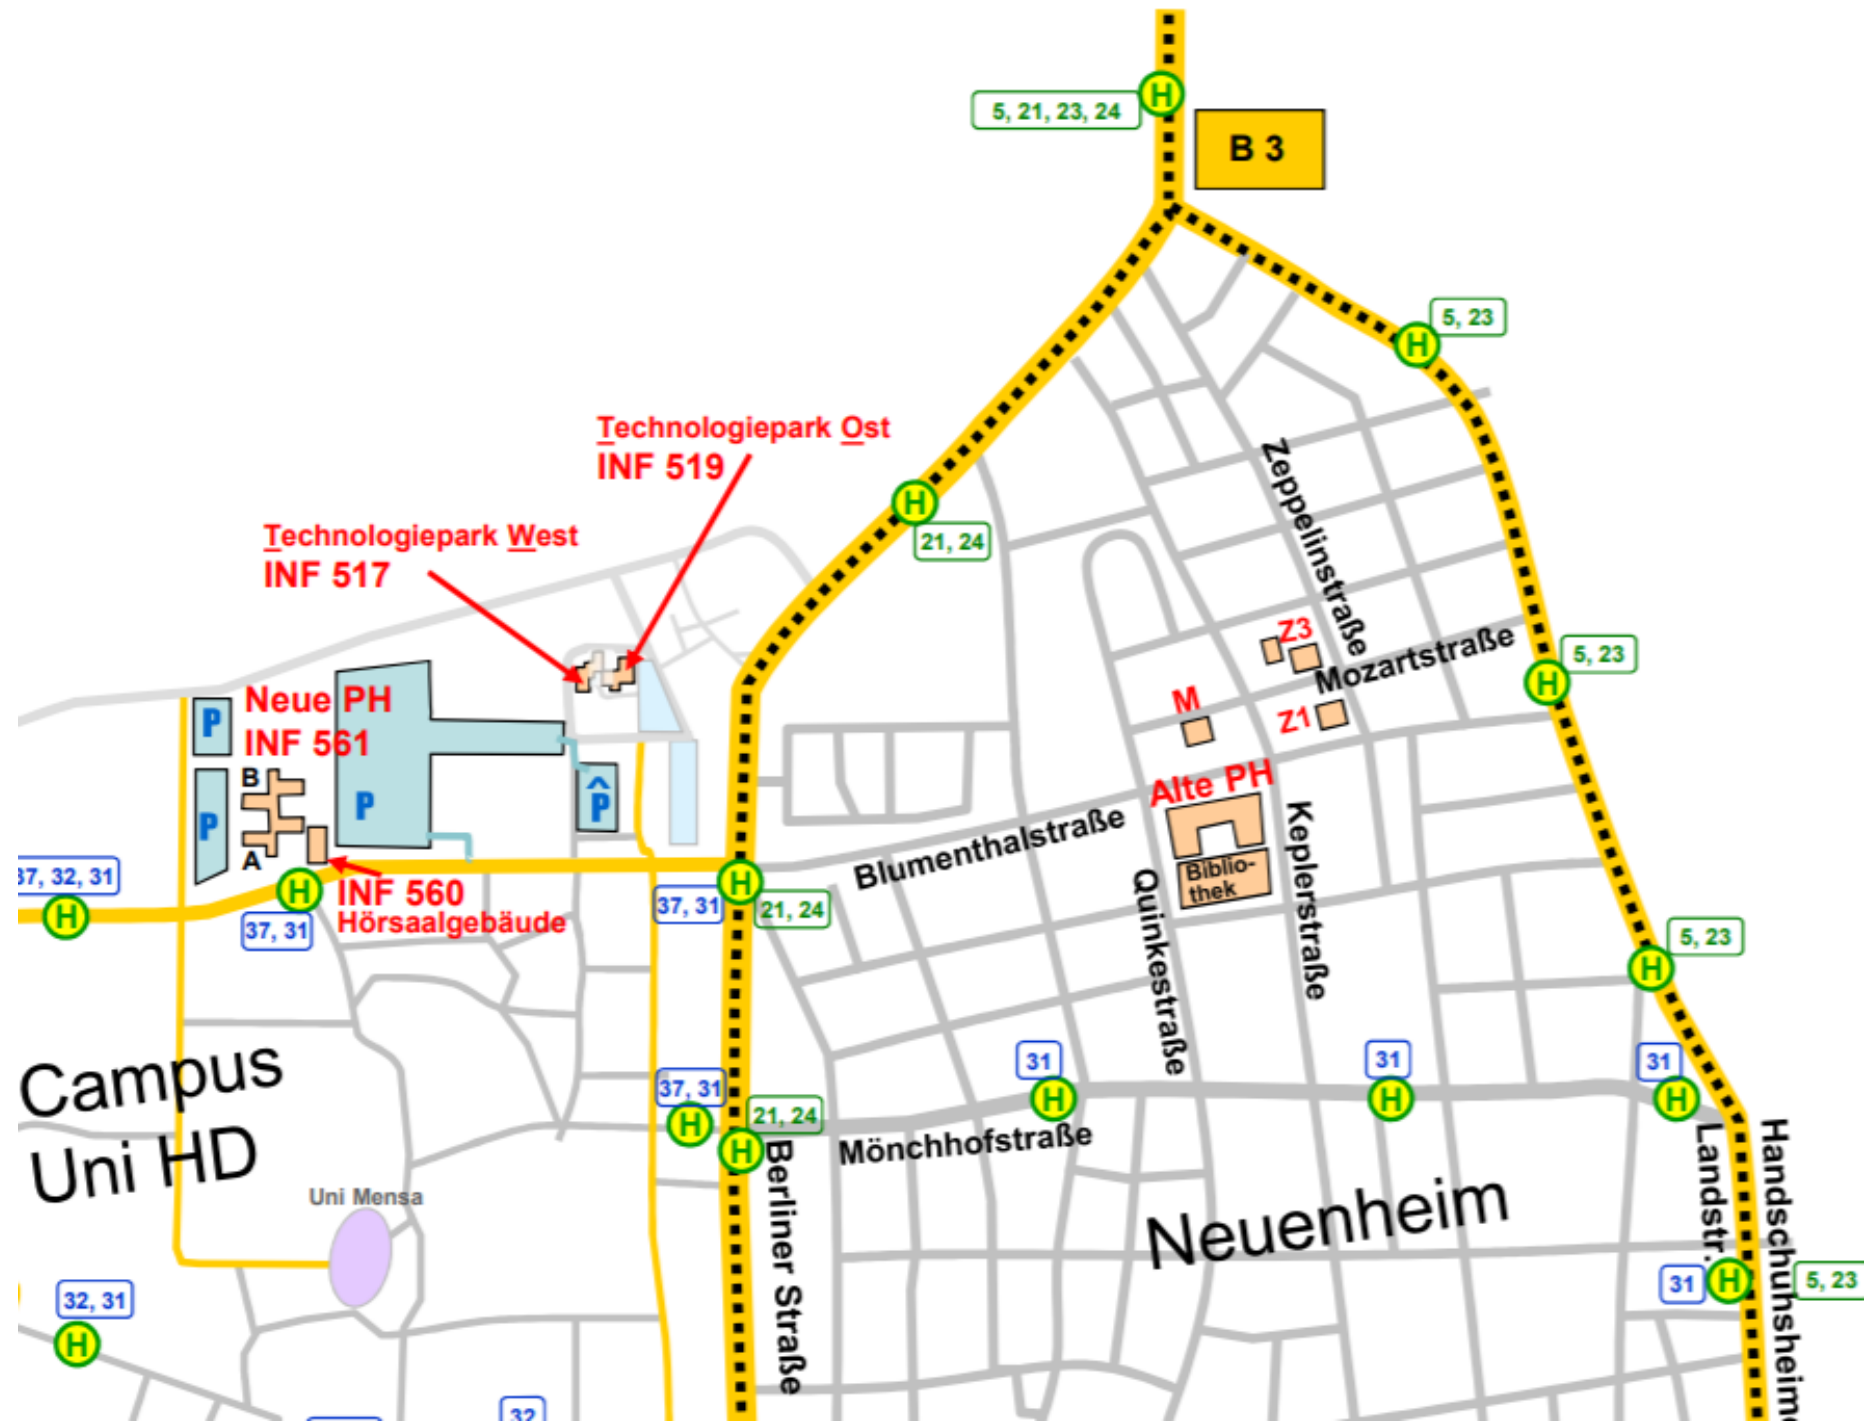 5, 21, 23, 24
H
B 3
5, 23
H
Technologiepark Ost
INF 519
H
21, 24
Technologiepark West
INF 517
Zeppelinstraße
Z3
Mozartstraße
5, 23
H
M
Z1
Neue PH
INF 561
P
P
P
P
B
A
Alte PH
Biblio-
thek
Blumenthalstraße
Quinkestraße
Keplerstraße
37, 32, 31
H
H
37, 31
INF 560
Hörsaalgebäude
37, 31
H
21, 24
5, 23
H
Campus
Uni HD
37, 31
H
21, 24
H
31
H
31
H
31
H
Mönchhofstraße
Berliner Straße
Neuenheim
Landstr.
Handschuhsheime
Uni Mensa
31
H
5, 23
32, 31
H
32